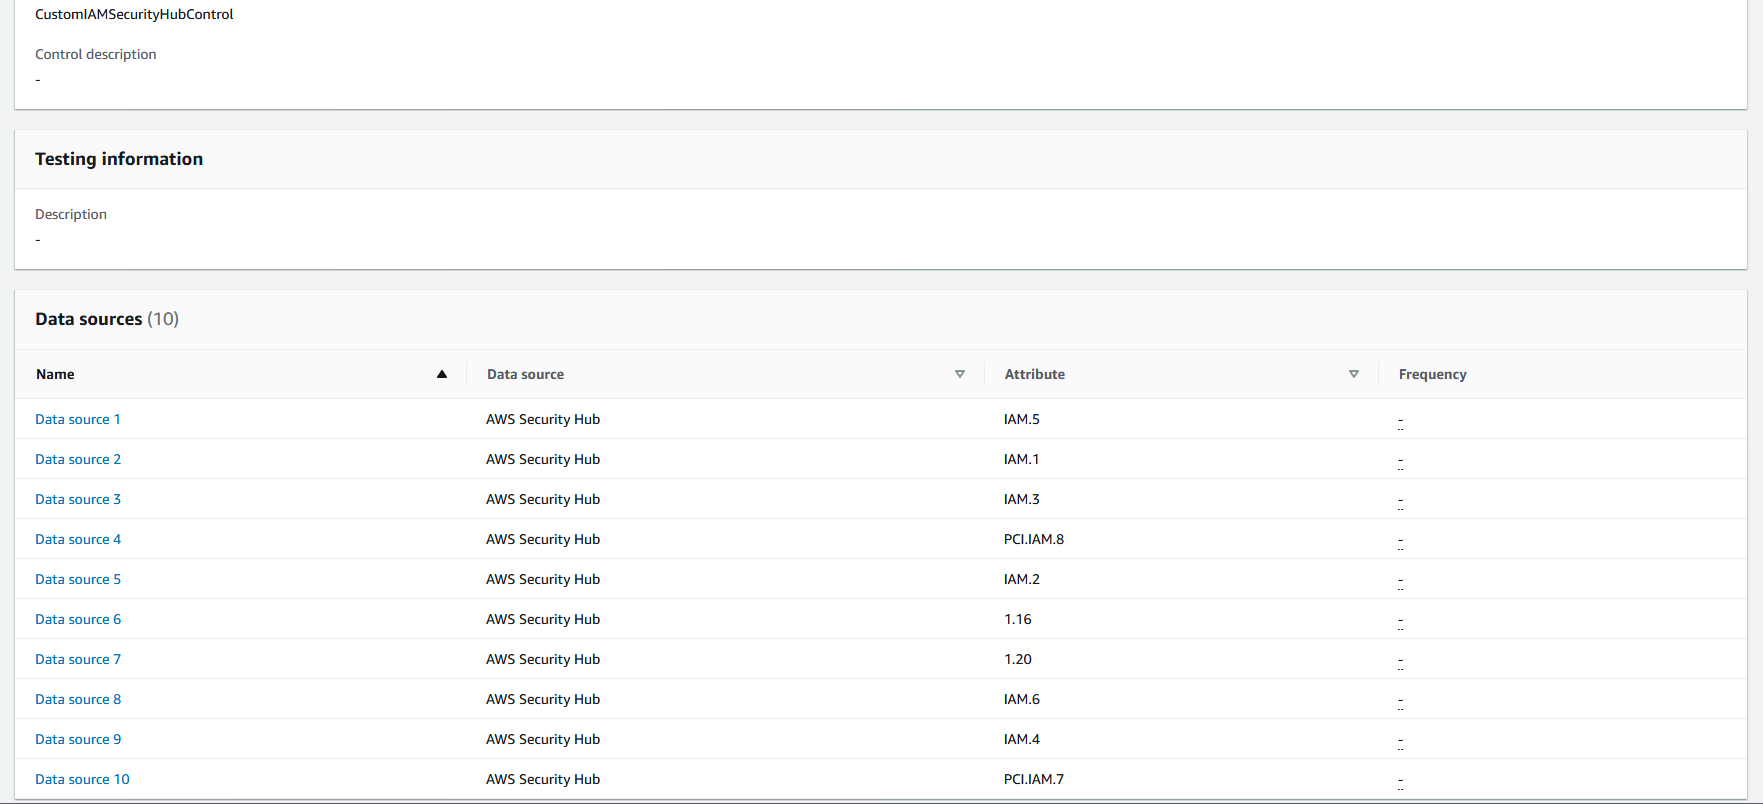 CustomIAMSecurityHubControl
Control description
-
Testing information
Description
-
Data sources (10)
Name Data source Attribute Frequency
Data source 1 AWS Security Hub IAM.5 -
Data source 2 AWS Security Hub IAM.1 -
Data source 3 AWS Security Hub IAM.3 -
Data source 4 AWS Security Hub PCI.IAM.8 -
Data source 5 AWS Security Hub IAM.2 -
Data source 6 AWS Security Hub 1.16 -
Data source 7 AWS Security Hub 1.20 -
Data source 8 AWS Security Hub IAM.6 -
Data source 9 AWS Security Hub IAM.4 -
Data source 10 AWS Security Hub PCI.IAM.7 -